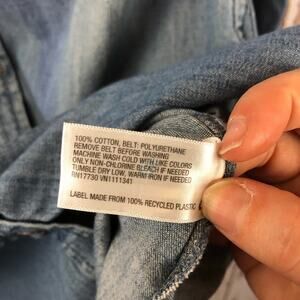 100% COTTON, BELT: POLYURETHANE
REMOVE BELT BEFORE WASHING
MACHINE WASH COLD WITH LIKE COLORS
ONLY NON-CHLORINE BLEACH IF NEEDED
TUMBLE DRY LOW, WARM IRON IF NEEDED
RN17730 VN1111341
LABEL MADE FROM 100% RECYCLED PLASTIC